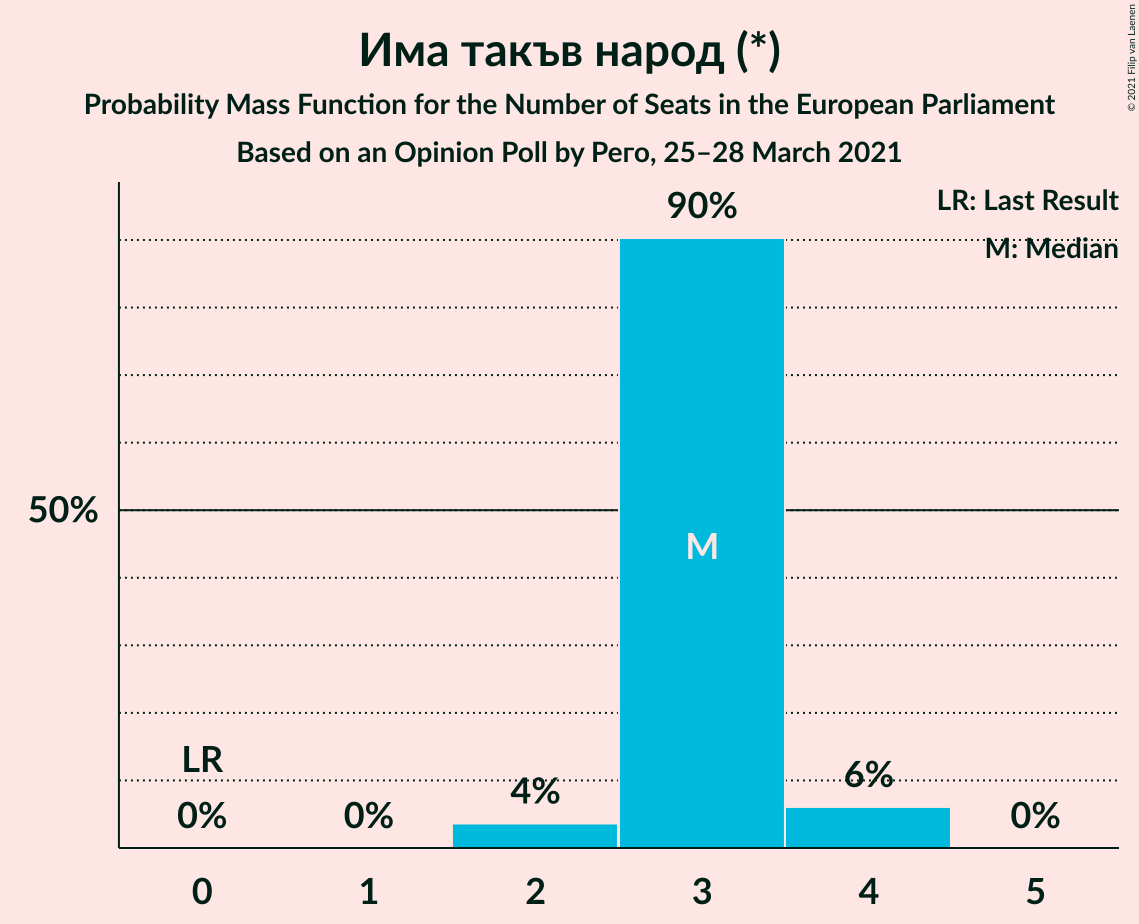 Има такъв народ (*)
Probability Mass Function for the Number of Seats in the European Parliament
Based on an Opinion Poll by Реro, 25–28 March 2021
© 2021 Filip van Laenen
LR: Last Result
M: Median
90%
50%
M
LR
0%
0%
4%
6%
0%
0 1 2 3 4 5